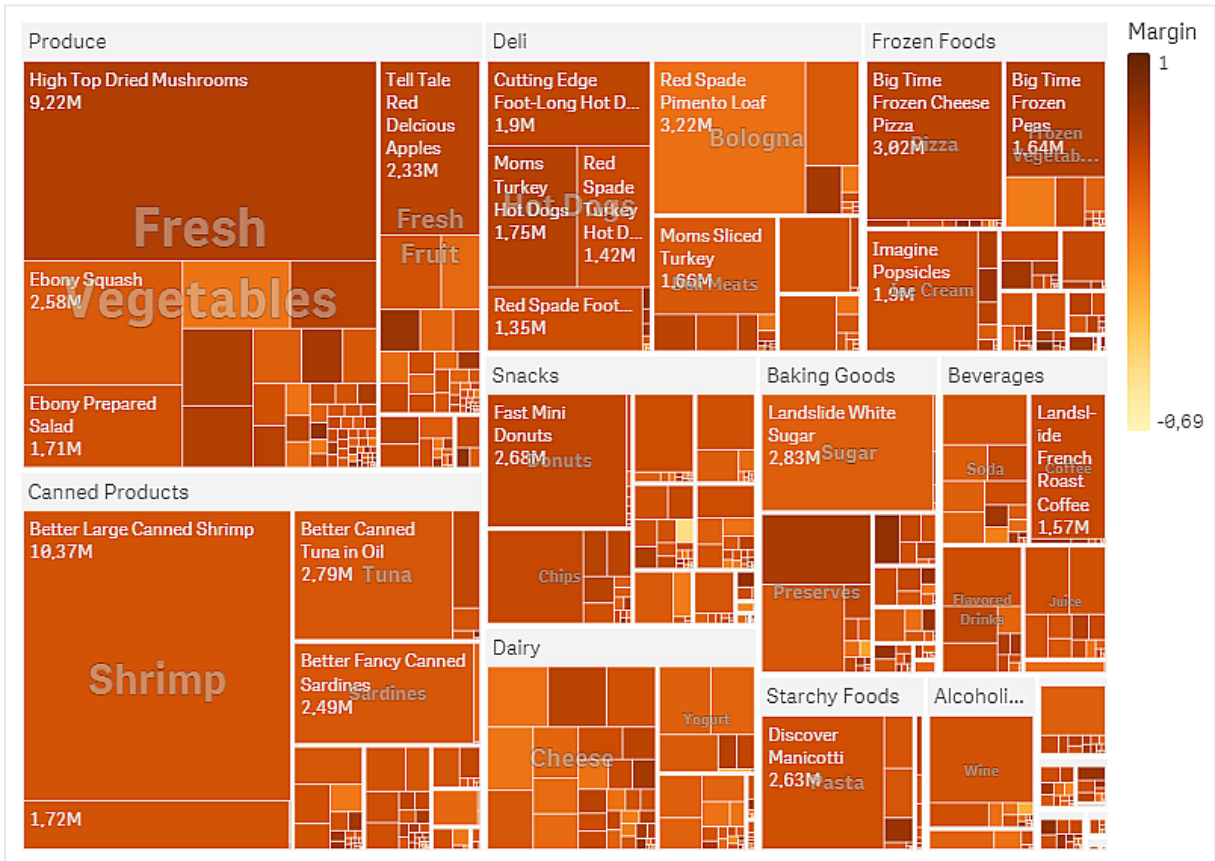 Produce
High Top Dried Mushrooms
9,22M
Fresh
Vegetables
Ebony Squash
2,58M
Ebony Prepared
Salad
1,71M
Tell Tale
Red
Delcious
Apples
2,33M
Fresh
Fruit
Canned Products
Better Large Canned Shrimp
10,37M
Shrimp
1,72M
Better Canned
Tuna in Oil
2,79M
Tuna
Better Fancy Canned
Sardines
2,49M
Sardines
Deli
Cutting Edge
Foot-Long Hot D...
1,9M
Moms
Turkey
Hot Dogs
1,75M
Red
Spade
Turkey
Hot D...
1,42M
Hot Dogs
Red Spade Foot...
1,35M
Red Spade
Pimento Loaf
3,22M
Bologna
Moms Sliced
Turkey
1,66M
Deli Meats
Frozen Foods
Big Time
Frozen Cheese
Pizza
3,02M
Pizza
Big Time
Frozen
Peas
1,64M
Frozen
Vegetab...
Imagine
Popsicles
1,9M
Ice Cream
Snacks
Fast Mini
Donuts
2,68M
Donuts
Chips
Dairy
Cheese
Yogurt
Baking Goods
Landslide White
Sugar
2,83M
Sugar
Preserves
Beverages
Soda
Landsl-
ide
French
Roast
Coffee
1,57M
Coffee
Flavored
Drinks
Juice
Starchy Foods
Discover
Manicotti
2,63M
Pasta
Alcoholi...
Wine
Margin
1
-0,69